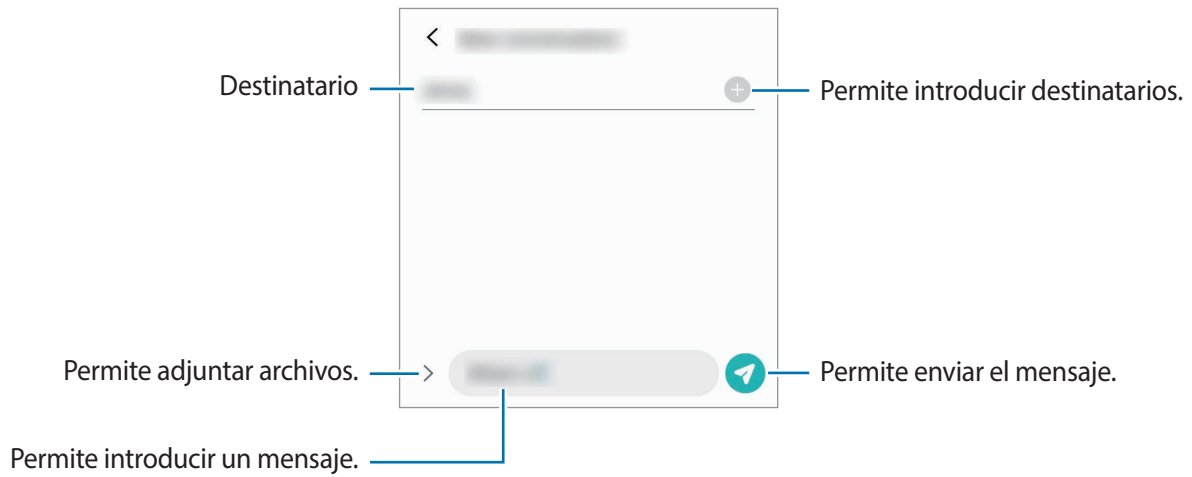 Destinatario
Permite introducir destinatarios.
Permite adjuntar archivos.
Permite enviar el mensaje.
Permite introducir un mensaje.